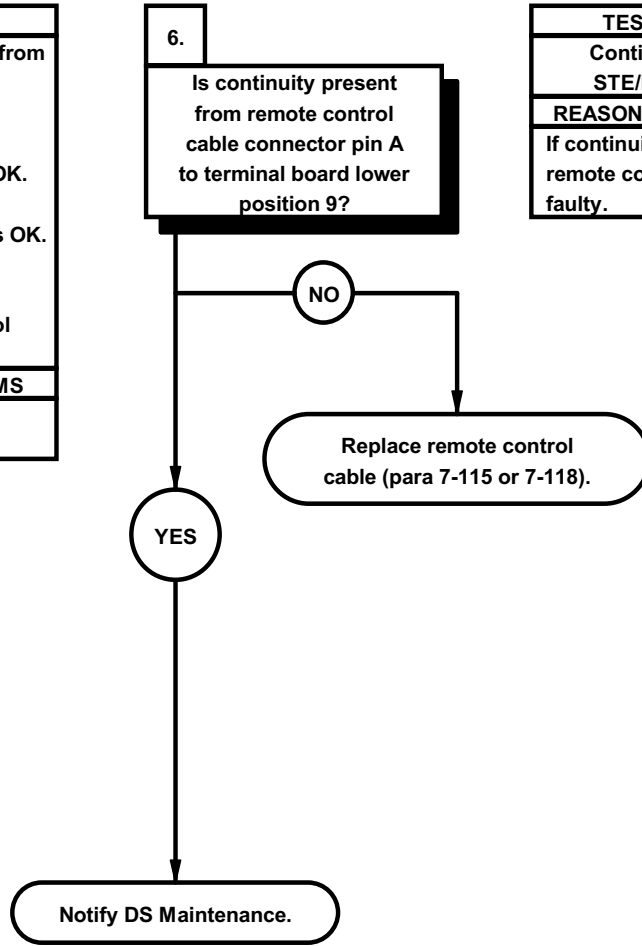 from
OK.
s OK.
ol
MS
6.
Is continuity present
from remote control
cable connector pin A
to terminal board lower
position 9?
NO
Replace remote control
cable (para 7-115 or 7-118).
YES
Notify DS Maintenance.
TES
Conti
STE/
REASON
If continui
remote co
faulty.